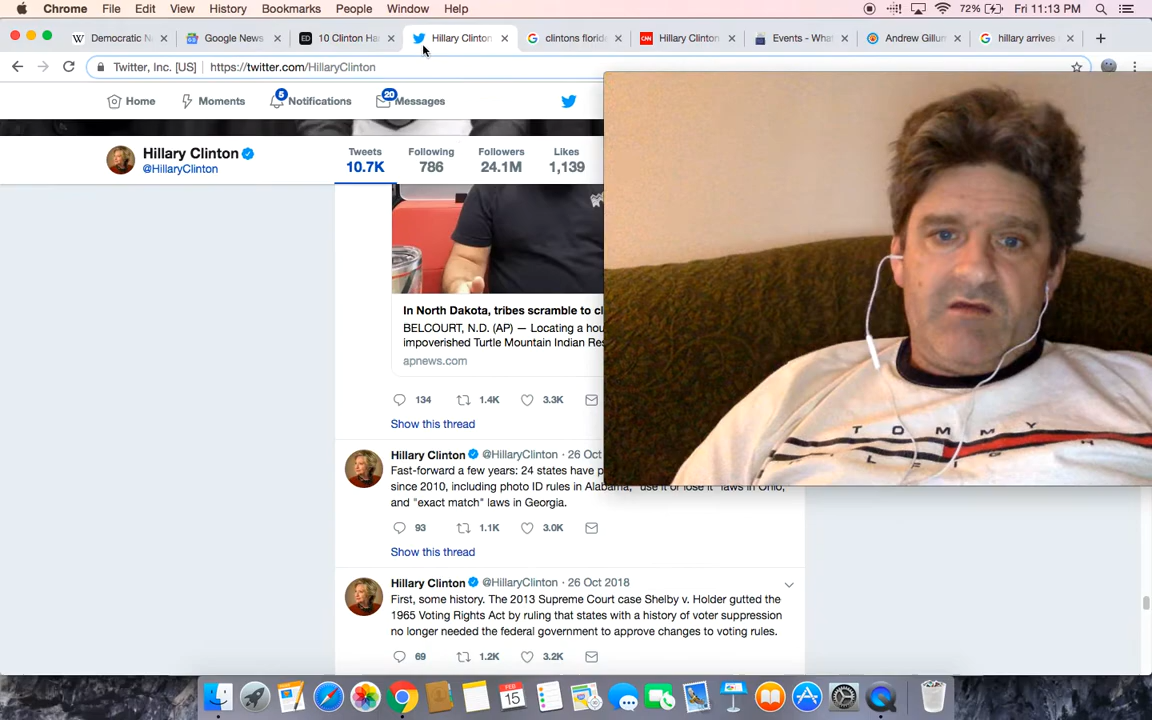 Chrome File Edit View History Bookmarks People Window Help 72% Fri 11:13 PM
Democratic N
Google News
10 Clinton Ha
Hillary Clinton
clintons florid
Hillary Clinton
Events - What
Andrew Gillum
hillary arrives
Twitter, Inc. [US] https://twitter.com/HillaryClinton
Home Moments 5 Notifications 20 Messages
Hillary Clinton
@HillaryClinton
Tweets Following Followers Likes
10.7K 786 24.1M 1,139
In North Dakota, tribes scramble to cl
BELCOURT, N.D. (AP) — Locating a hou
impoverished Turtle Mountain Indian Res
apnews.com
134 1.4K 3.3K
Show this thread
Hillary Clinton @HillaryClinton · 26 Oct
Fast-forward a few years: 24 states have p
since 2010, including photo ID rules in Alabama, "use it or lose it" laws in Ohio,
and "exact match" laws in Georgia.
93 1.1K 3.0K
Show this thread
Hillary Clinton @HillaryClinton · 26 Oct 2018
First, some history. The 2013 Supreme Court case Shelby v. Holder gutted the
1965 Voting Rights Act by ruling that states with a history of voter suppression
no longer needed the federal government to approve changes to voting rules.
69 1.2K 3.2K
TOMMY
FEB
15